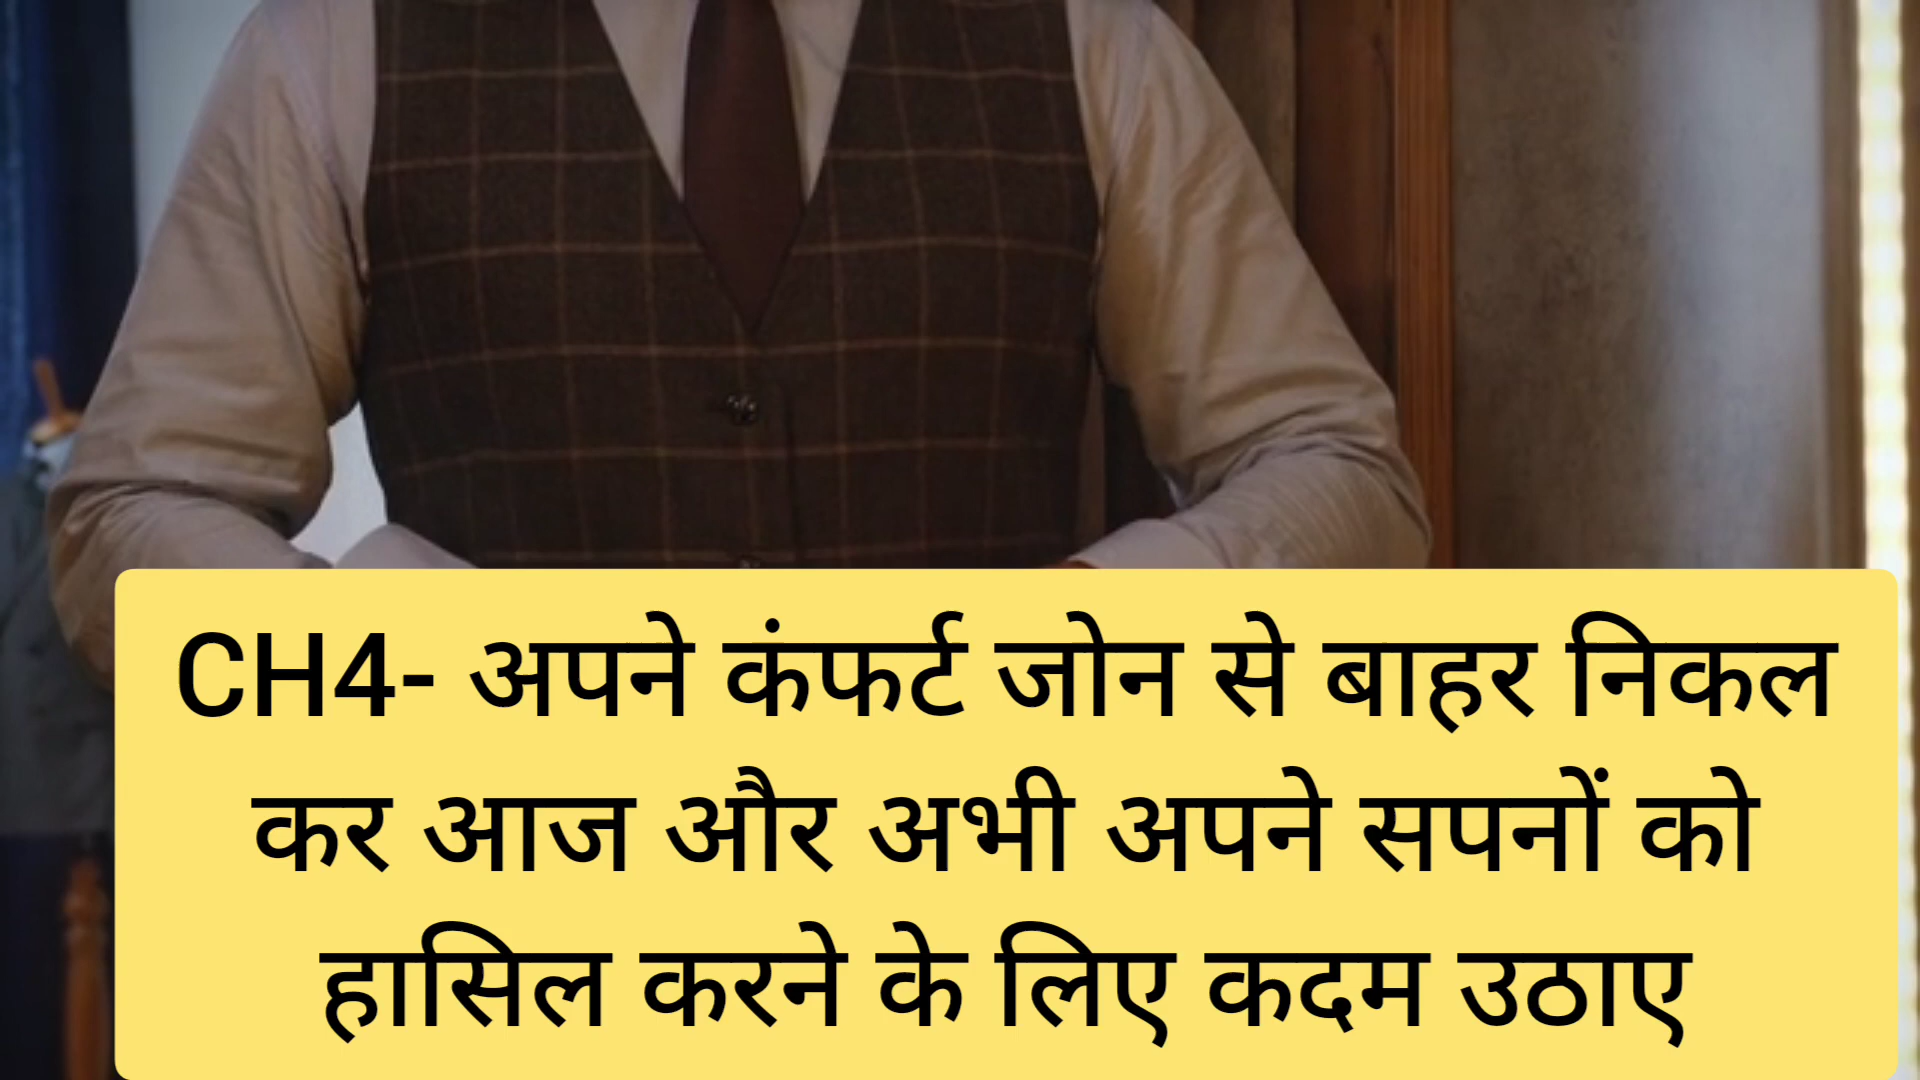 CH4- अपने कंफर्ट जोन से बाहर निकल
कर आज और अभी अपने सपनों को
हासिल करने के लिए कदम उठाए